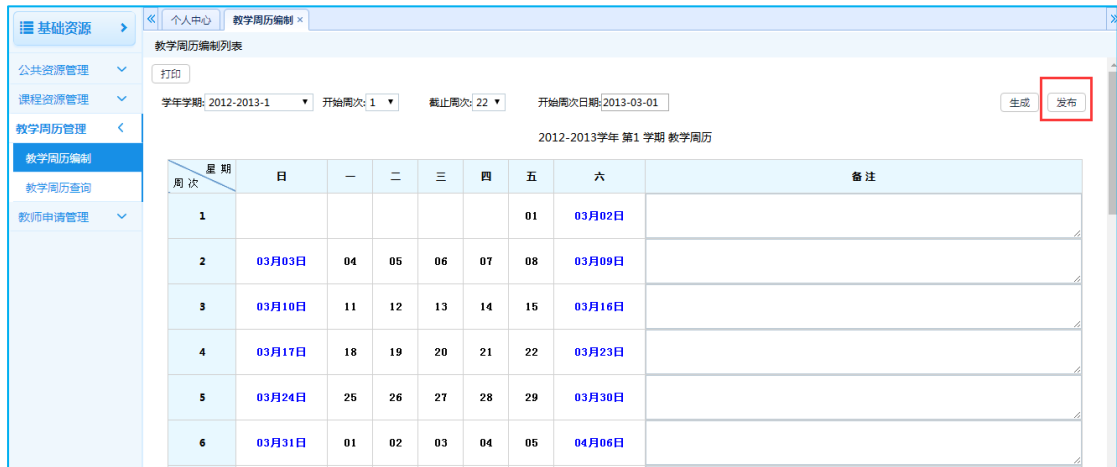 基础资源
个人中心 教学周历编制 ×
教学周历编制列表
公共资源管理
课程资源管理
教学周历管理
教学周历编制
教学周历查询
教师申请管理
打印
学年学期: 2012-2013-1 开始周次: 1 截止周次: 22 开始周次日期: 2013-03-01 生成 发布
2012-2013学年 第1 学期 教学周历
星期 周次 日 一 二 三 四 五 六 备注
1 01 03月02日
2 03月03日 04 05 06 07 08 03月09日
3 03月10日 11 12 13 14 15 03月16日
4 03月17日 18 19 20 21 22 03月23日
5 03月24日 25 26 27 28 29 03月30日
6 03月31日 01 02 03 04 05 04月06日